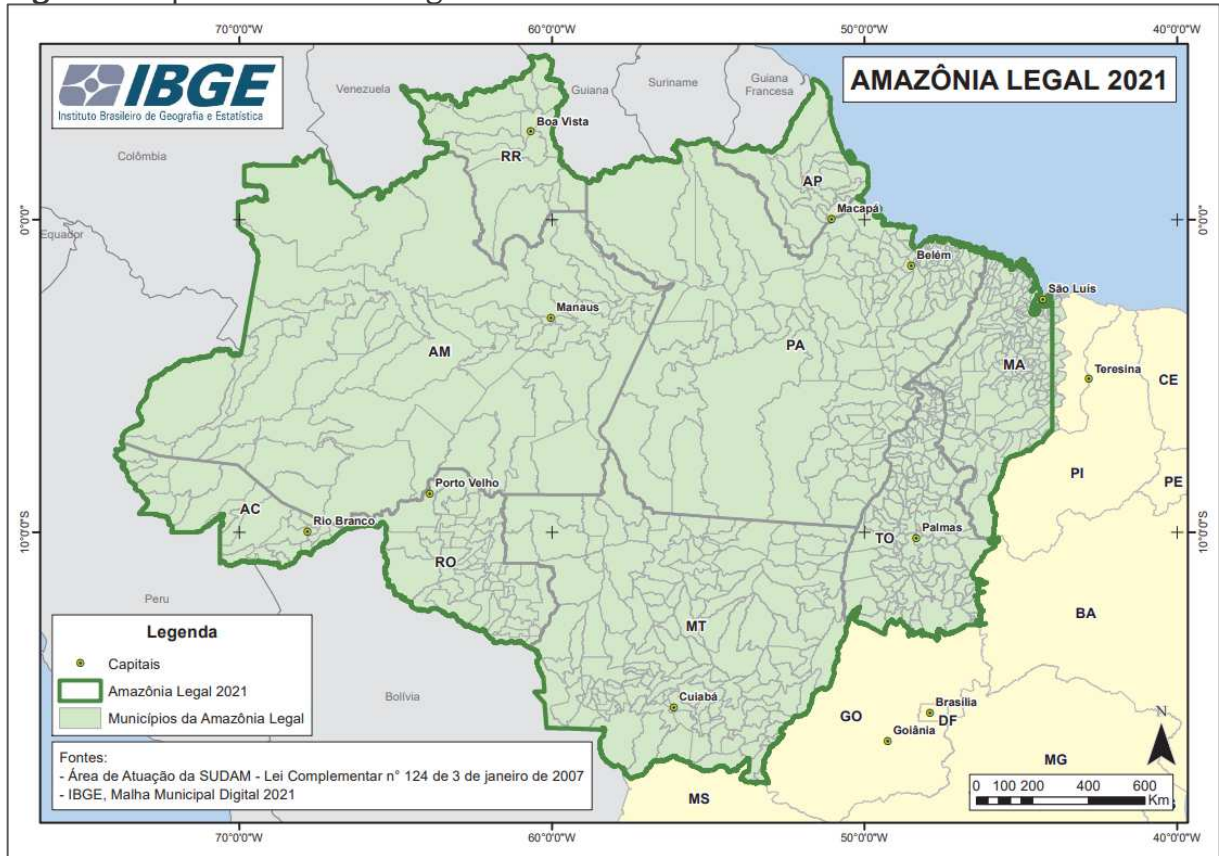 70°0'0"W 60°0'0"W 50°0'0"W 40°0'0"W
IBGE
Instituto Brasileiro de Geografia e Estatística
AMAZÔNIA LEGAL 2021
Venezuela
Guiana
Suriname
Guiana
Francesa
Colômbia
Boa Vista
RR
AP
Macapá
0°0'0"
0°0'0"
Equador
Belém
São Luís
Manaus
AM
PA
MA
Teresina
CE
PI
PE
Porto Velho
AC
Rio Branco
10°0'0"S
10°0'0"S
TO
Palmas
RO
Peru
MT
BA
Legenda
Capitais
Amazônia Legal 2021
Municípios da Amazônia Legal
Bolívia
Cuiabá
GO
Brasília
DF
Goiânia
N
MG
MS
Fontes:
- Área de Atuação da SUDAM - Lei Complementar n° 124 de 3 de janeiro de 2007
- IBGE, Malha Municipal Digital 2021
0 100 200 400 600
Km
70°0'0"W 60°0'0"W 50°0'0"W 40°0'0"W